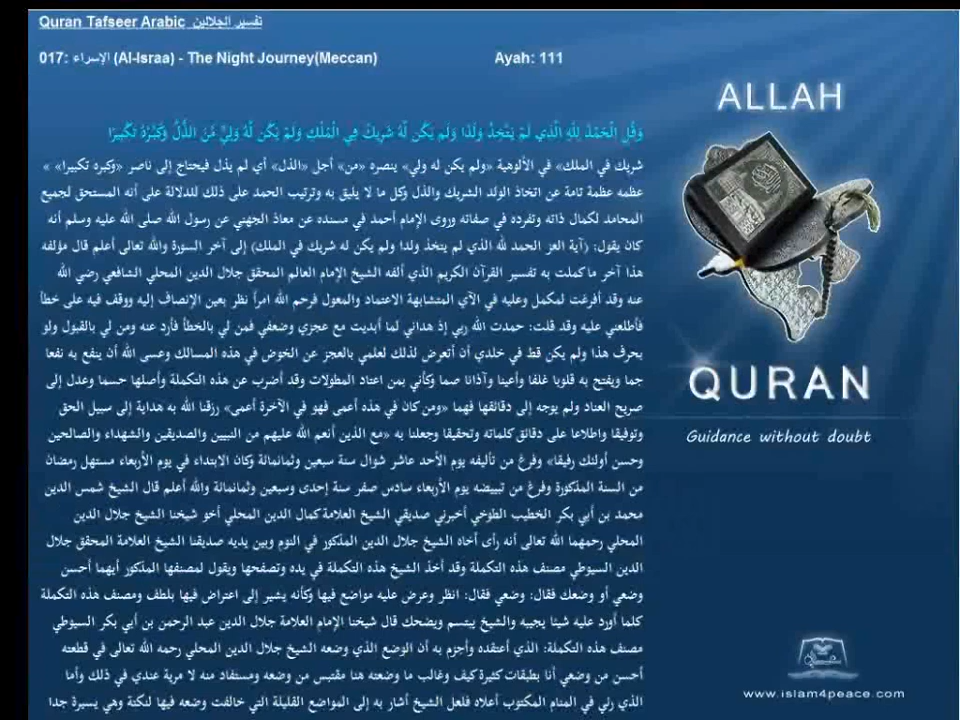 Quran Tafseer Arabic تفسير الجلالين
017: الإسراء (Al-Israa) - The Night Journey(Meccan) Ayah: 111
ALLAH
QURAN
Guidance without doubt
www.islam4peace.com
وَقُلِ الْحَمْدُ لِلّهِ الَّذِي لَمْ يَتَّخِذْ وَلَدًا وَلَم يَكُن لَّهُ شَرِيكٌ فِي الْمُلْكِ وَلَمْ يَكُن لَّهُ وَلِيٌّ مِّنَ الذُّلَّ وَكَبِّرْهُ تَكْبِيرًا
شريك في الملك» في الألوهية «ولم يكن له ولي» ينصره «من» أجل «الذل» أي لم يذل فيحتاج إلى ناصر «وكبره تكبيرا» »
عظمه عظمة تامة عن اتخاذ الولد الشريك والذل وكل ما لا يليق به وترتيب الحمد على ذلك للدلالة على أنه المستحق لجميع
المحامد لكمال ذاته وتفرده في صفاته وروى الإمام أحمد في مسنده عن معاذ الجهني عن رسول الله صلى الله عليه وسلم أنه
كان يقول: (آية العز الحمد لله الذي لم يتخذ ولدا ولم يكن له شريك في الملك) إلى آخر السورة والله تعالى أعلم قال مؤلفه
هذا آخر ما كملت به تفسير القرآن الكريم الذي ألفه الشيخ الإمام العالم المحقق جلال الدين المحلي الشافعي رضي الله
عنه وقد أفرغت لمكمل وعليه في الآي المتشابهة الاعتماد والمعول فرحم الله امرأ نظر بعين الإنصاف إليه ووقف فيه على خطأ
فأطلعني عليه وقد قلت: حمدت الله ربي إذ هداني لما أبديت مع عجزي وضعفي فمن لي بالخطأ فأرد عنه ومن لي بالقبول ولو
بحرف هذا ولم يكن قط في خلدي أن أتعرض لذلك لعلمي بالعجز عن الخوض في هذه المسالك وعسى الله أن ينفع به نفعا
جما ويفتح به قلوبا غلفا وأعينا وآذانا صما وكأني بمن اعتاد المطولات وقد أضرب عن هذه التكملة وأصلها حسما وعدل إلى
صريح العناد ولم يوجه إلى دقائقها فهما «ومن كان في هذه أعمى فهو في الآخرة أعمى» رزقنا الله به هداية إلى سبيل الحق
وتوفيقا واطلاعا على دقائق كلماته وتحقيقا وجعلنا به «مع الذين أنعم الله عليهم من النبيين والصديقين والشهداء والصالحين
وحسن أولئك رفيقا» وفرغ من تأليفه يوم الأحد عاشر شوال سنة سبعين وثمانمائة وكان الابتداء في يوم الأربعاء مستهل رمضان
من السنة المذكورة وفرغ من تبييضه يوم الأربعاء سادس صفر سنة إحدى وسبعين وثمانمائة والله أعلم قال الشيخ شمس الدين
محمد بن أبي بكر الخطيب الطوخي أخبرني صديقي الشيخ العلامة كمال الدين المحلي أخو شيخنا الشيخ جلال الدين
المحلي رحمهما الله تعالى أنه رأى أخاه الشيخ جلال الدين المذكور في النوم وبين يديه صديقنا الشيخ العلامة المحقق جلال
الدين السيوطي مصنف هذه التكملة وقد أخذ الشيخ هذه التكملة في يده وتصفحها ويقول لمصنفها المذكور أيهما أحسن
وضعي أو وضعك فقال: وضعي فقال: انظر وعرض عليه مواضع فيها وكأنه يشير إلى اعتراض فيها بلطف ومصنف هذه التكملة
كلما أورد عليه شيئا يجيبه والشيخ يبتسم ويضحك قال شيخنا الإمام العلامة جلال الدين عبد الرحمن بن أبي بكر السيوطي
مصنف هذه التكملة: الذي أعتقده وأجزم به أن الوضع الذي وضعه الشيخ جلال الدين المحلي رحمه الله تعالى في قطعته
أحسن من وضعي أنا بطبقات كثيرة كيف وغالب ما وضعته هنا مقتبس من وضعه ومستفاد منه لا مرية عندي في ذلك وأما
الذي رئي في المنام المكتوب أعلاه فلعل الشيخ أشار به إلى المواضع القليلة التي خالفت وضعه فيها لنكتة وهي يسيرة جدا